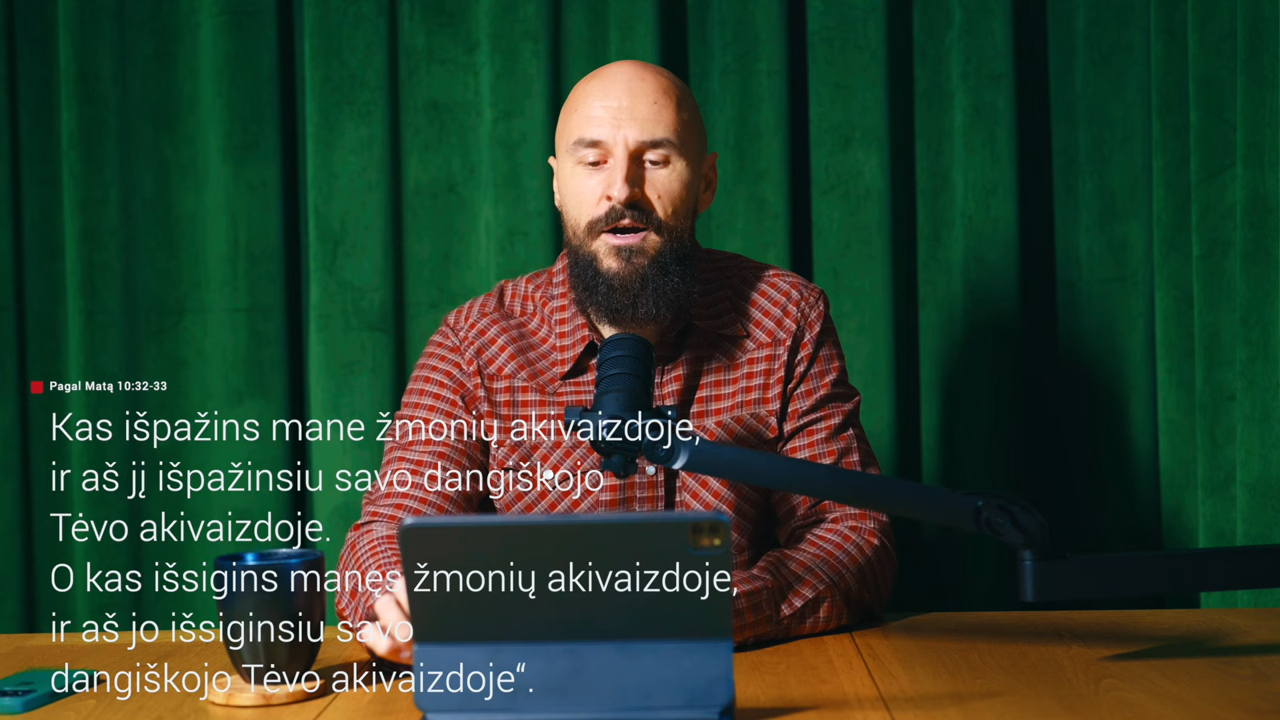 Pagal Matą 10:32-33
Kas išpažins mane žmonių akivaizdoje,
ir aš jį išpažinsiu savo dangiškojo
Tėvo akivaizdoje.
O kas išsigins manęs žmonių akivaizdoje,
ir aš jo išsiginsiu savo
dangiškojo Tėvo akivaizdoje“.